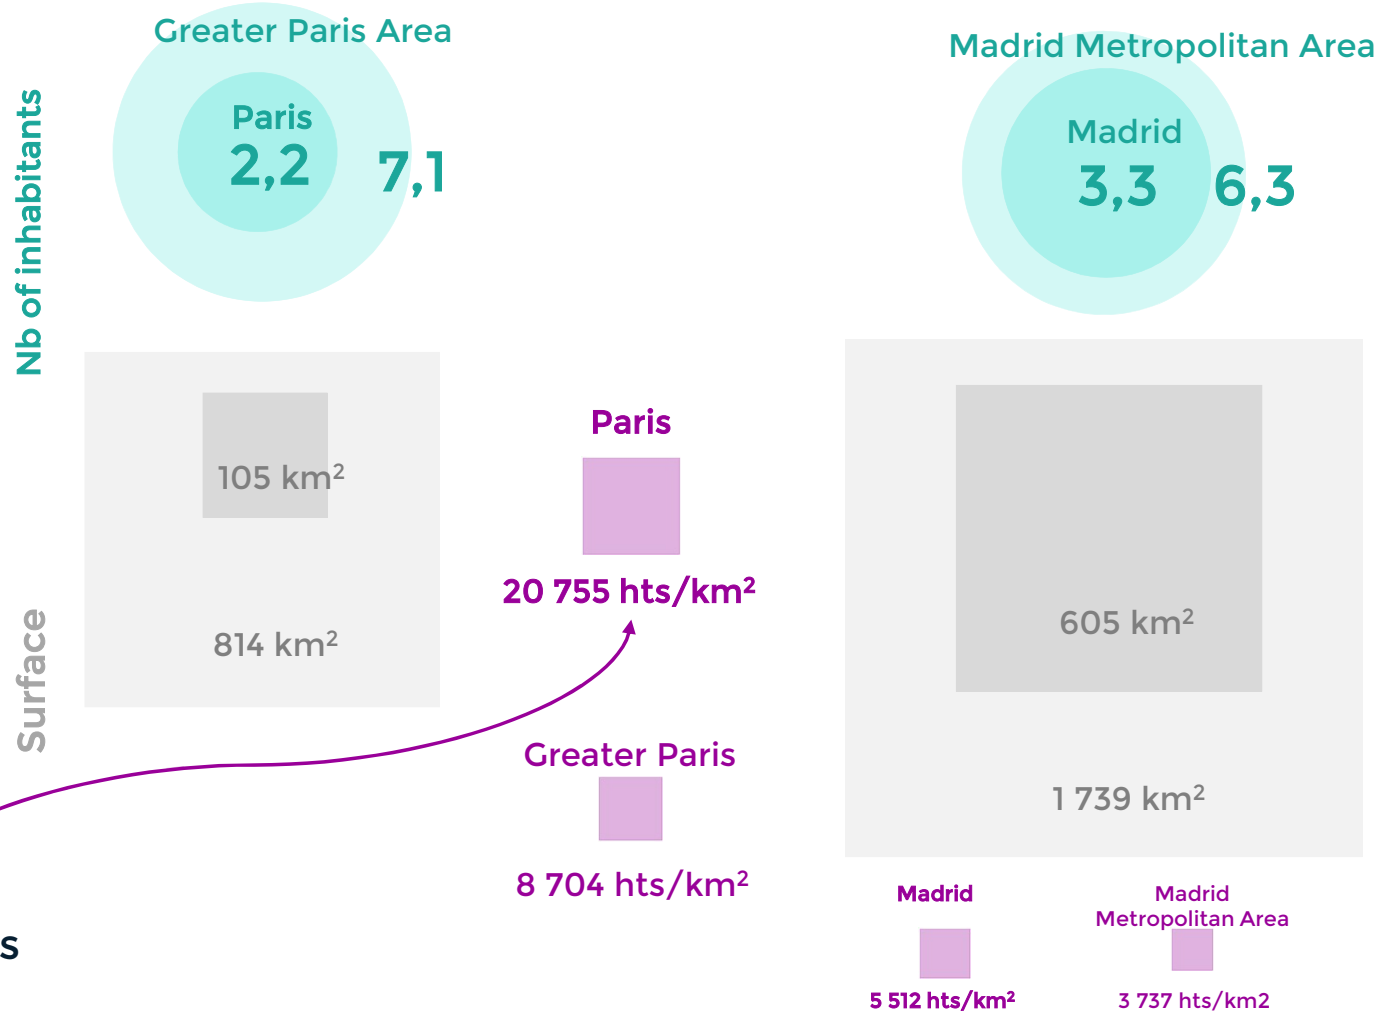 Greater Paris Area
Paris
2,2
7,1
Madrid Metropolitan Area
Madrid
3,3
6,3
Nb of inhabitants
105 km²
814 km²
Surface
Paris
20 755 hts/km²
Greater Paris
8 704 hts/km²
605 km²
1 739 km²
Madrid
5 512 hts/km²
Madrid
Metropolitan Area
3 737 hts/km2
s